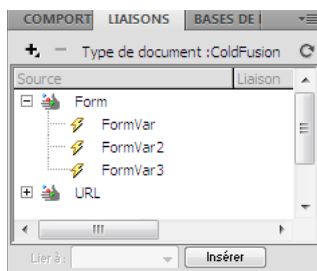 COMPORT LIAISONS BASES DE
Type de document :ColdFusion
Source Liaison
Form
FormVar
FormVar2
FormVar3
URL
Lier à : Insérer